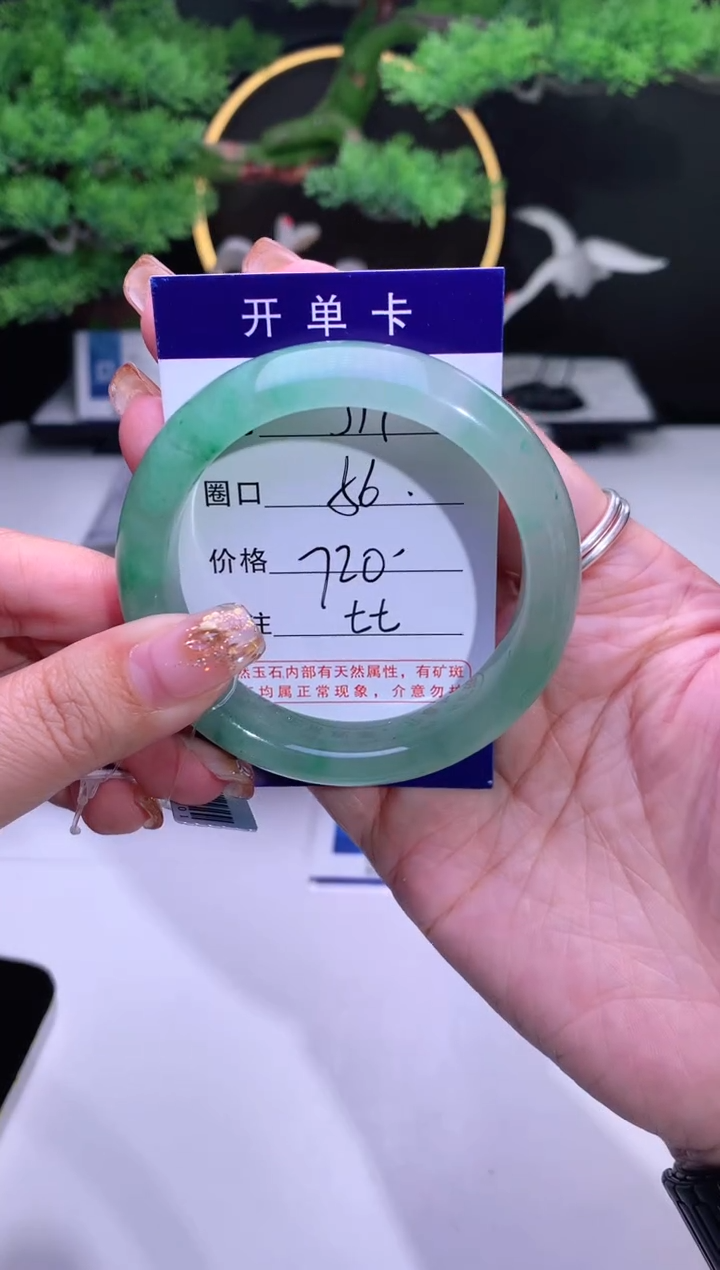 开单卡
圈口 56.
价格 720
注 tt
然玉石内部有天然属性，有矿斑
均属正常现象，介意勿